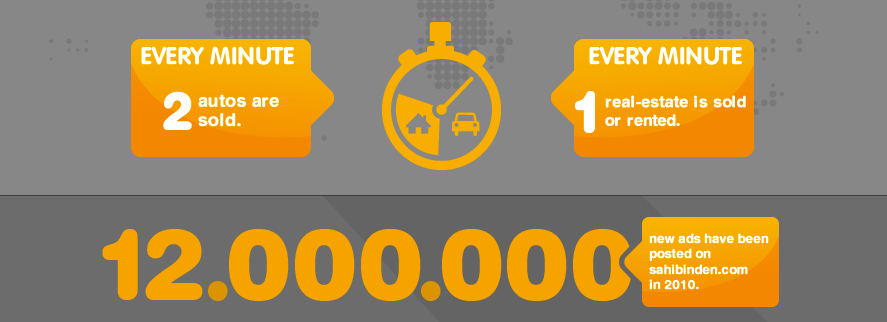 EVERY MINUTE
2 autos are
sold.
EVERY MINUTE
1 real-estate is sold
or rented.
12.000.000
new ads have been
posted on
sahibinden.com
in 2010.